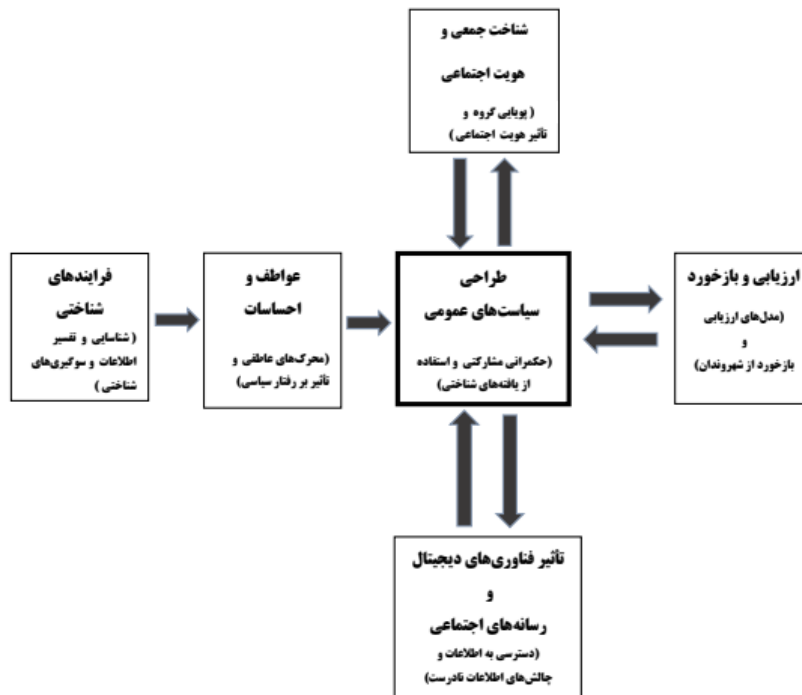 شناخت جمعی و
هویت اجتماعی
(پویایی گروه و
تأثیر هویت اجتماعی)
ارزیابی و بازخورد
(مدل‌های ارزیابی
و
بازخورد از شهروندان)
طراحی
سیاست‌های عمومی
(حکمرانی مشارکتی و استفاده
از یافته‌های شناختی)
عواطف و
احساسات
(محرک‌های عاطفی و
تأثیر بر رفتار سیاسی)
فرایندهای
شناختی
(شناسایی و تفسیر
اطلاعات و سوگیری‌های
شناختی)
تأثیر فناوری‌های دیجیتال
و
رسانه‌های اجتماعی
(دسترسی به اطلاعات و
چالش‌های اطلاعات نادرست)